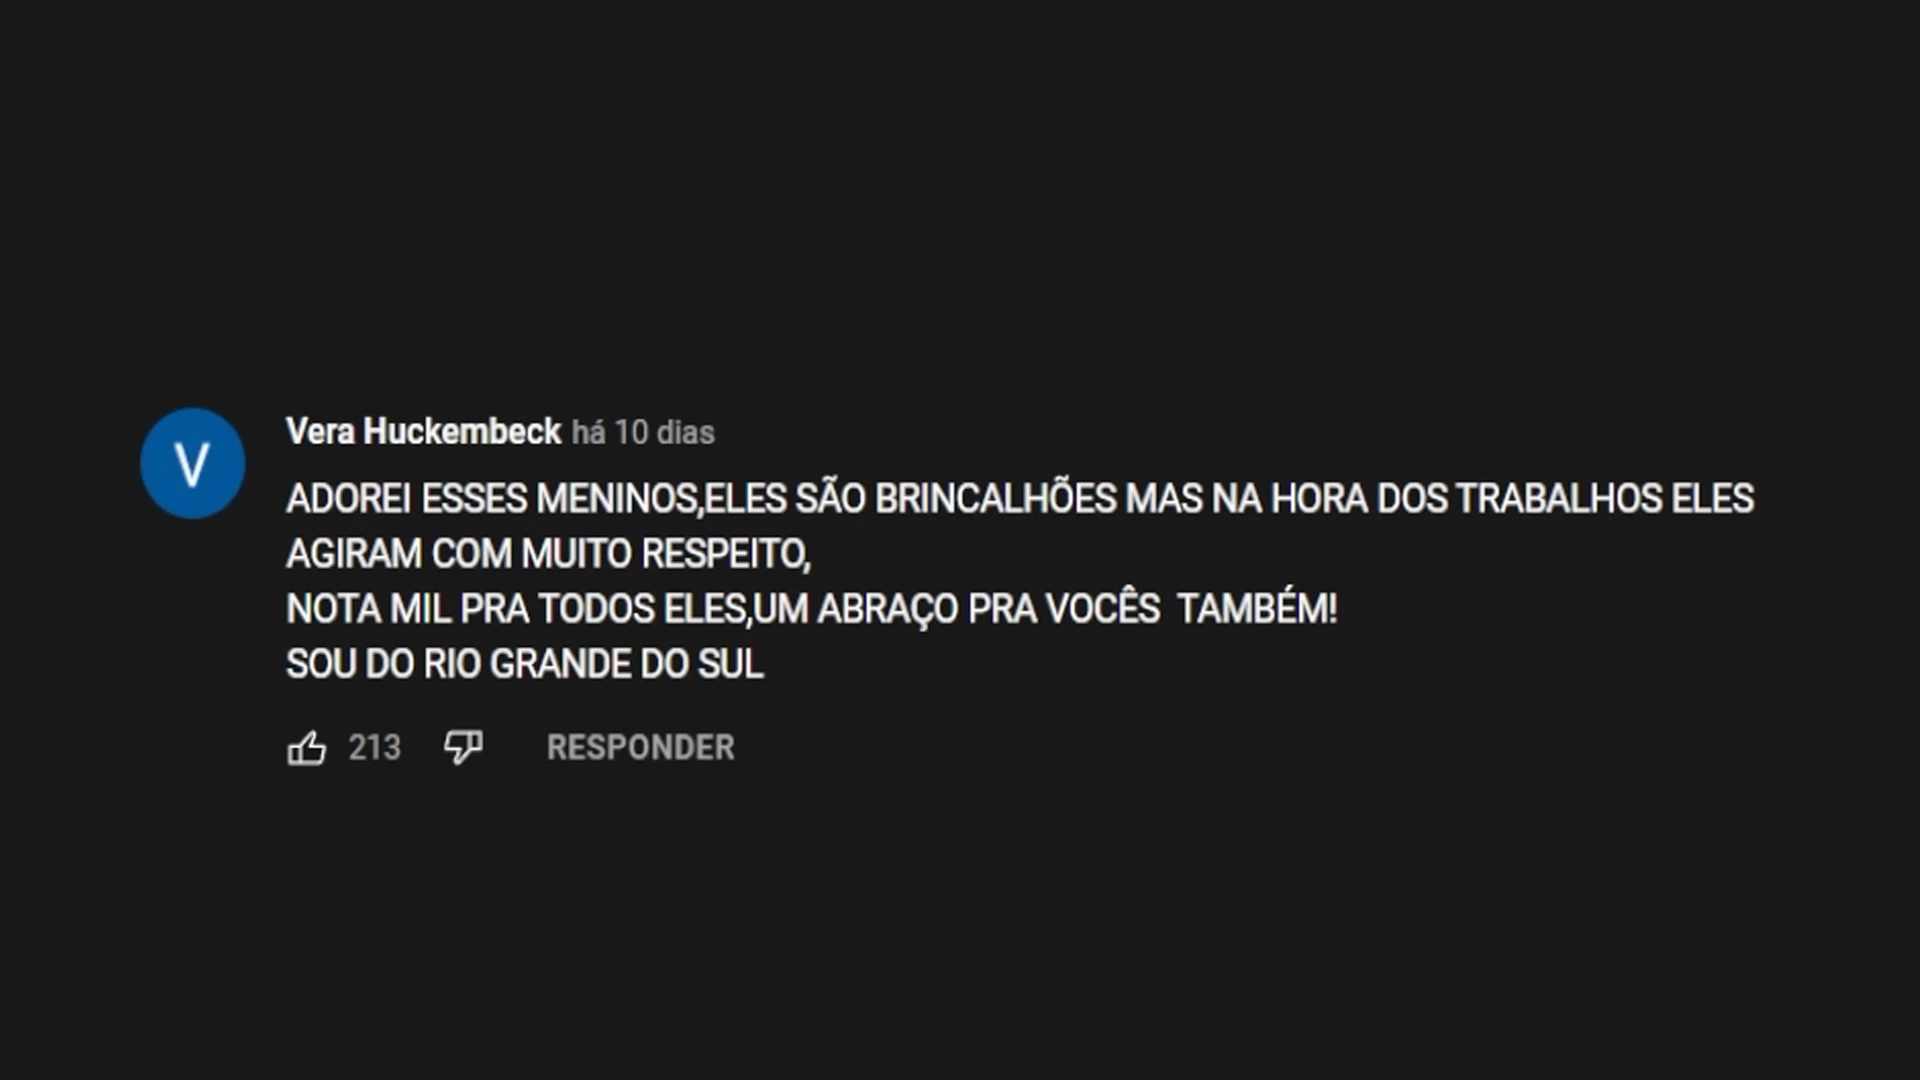 V
Vera Huckembeck há 10 dias
ADOREI ESSES MENINOS,ELES SÃO BRINCALHÕES MAS NA HORA DOS TRABALHOS ELES
AGIRAM COM MUITO RESPEITO,
NOTA MIL PRA TODOS ELES,UM ABRAÇO PRA VOCÊS  TAMBÉM!
SOU DO RIO GRANDE DO SUL
213 RESPONDER